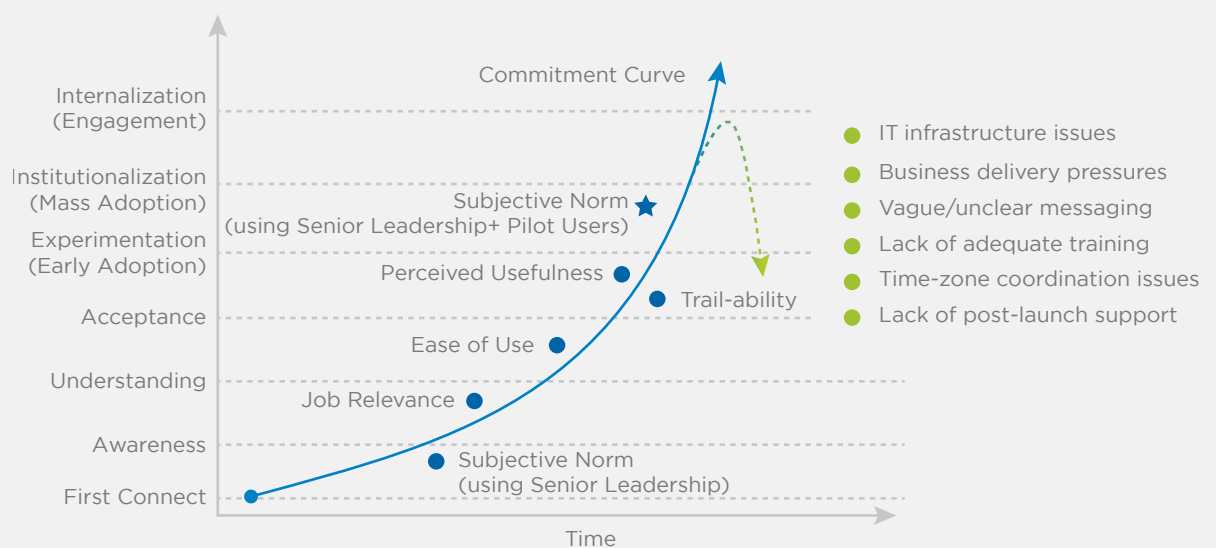 Commitment Curve
Internalization
(Engagement)
IT infrastructure issues
Business delivery pressures
Institutionalization
(Mass Adoption)
Subjective Norm
(using Senior Leadership+ Pilot Users)
Vague/unclear messaging
Experimentation
(Early Adoption)
Lack of adequate training
Perceived Usefulness
Time-zone coordination issues
Trail-ability
Acceptance
Lack of post-launch support
Ease of Use
Understanding
Job Relevance
Awareness
Subjective Norm
(using Senior Leadership)
First Connect
Time